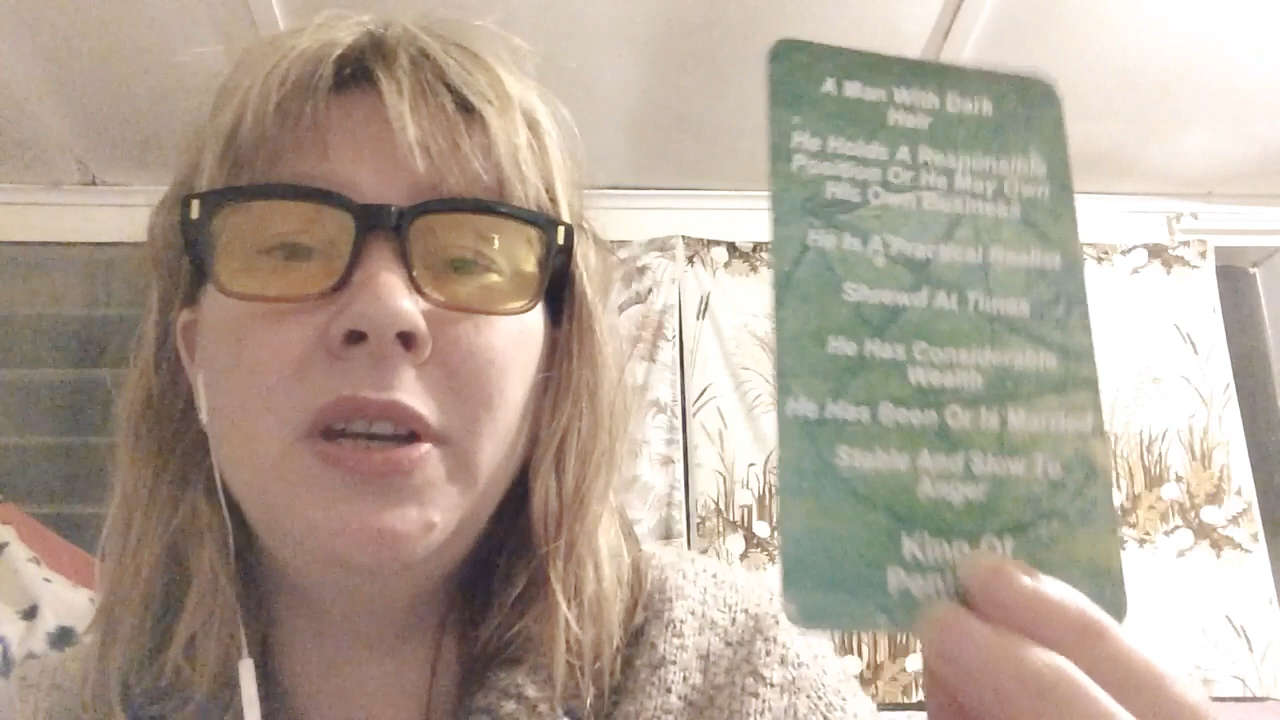 A Man With Dark
Hair
He Holds A Responsible
Position Or He May Own
His Own Business
He Is A Practical Realist
Shrewd At Times
He Has Considerable
Wealth
He Has Been Or Is Married
Stable And Slow To
Anger
King Of